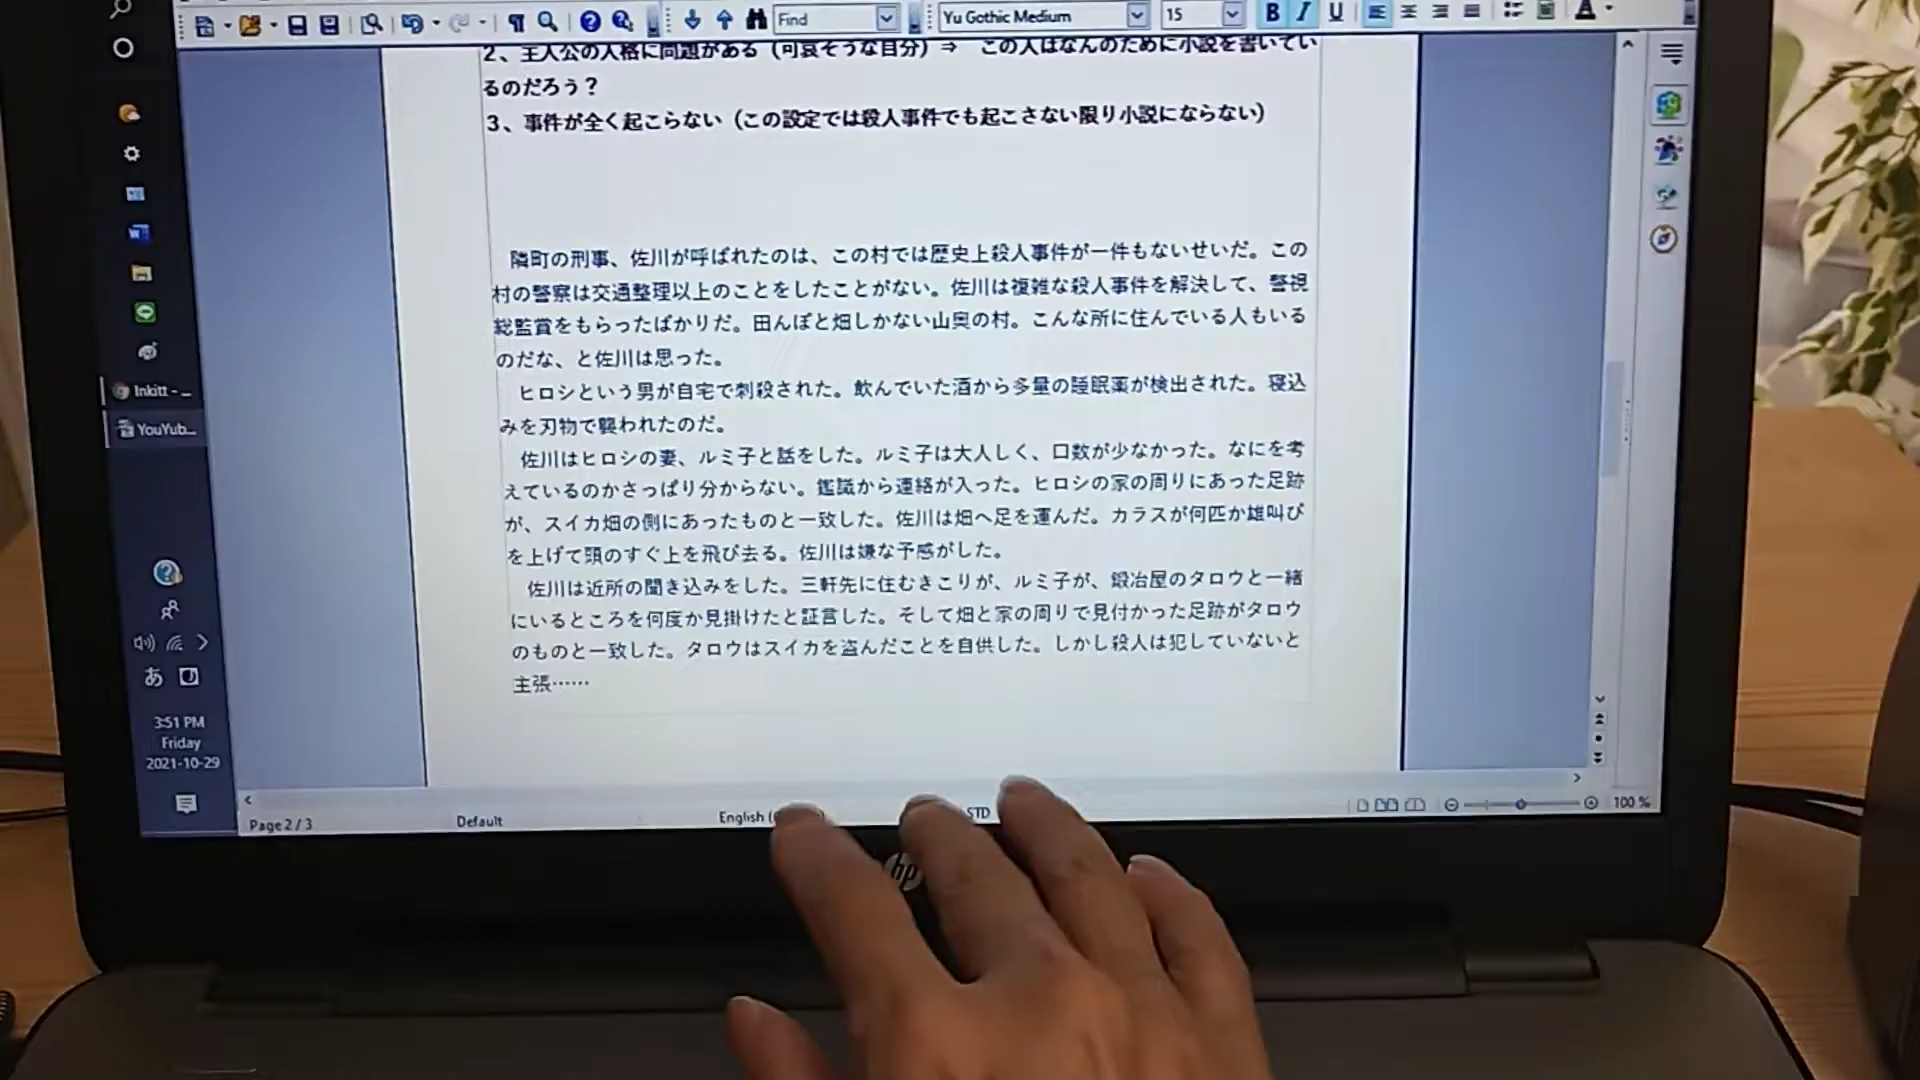 Find
Yu Gothic Medium
15
B I U
A
2、主人公の人格に問題がある（可哀そうな自分）⇒　この人はなんのために小説を書いてい
るのだろう？
3、事件が全く起こらない（この設定では殺人事件でも起こさない限り小説にならない）
隣町の刑事、佐川が呼ばれたのは、この村では歴史上殺人事件が一件もないせいだ。この
村の警察は交通整理以上のことをしたことがない。佐川は複雑な殺人事件を解決して、警視
総監賞をもらったばかりだ。田んぼと畑しかない山奥の村。こんな所に住んでいる人もいる
のだな、と佐川は思った。
ヒロシという男が自宅で刺殺された。飲んでいた酒から多量の睡眠薬が検出された。寝込
みを刃物で襲われたのだ。
佐川はヒロシの妻、ルミ子と話をした。ルミ子は大人しく、口数が少なかった。なにを考
えているのかさっぱり分からない。鑑識から連絡が入った。ヒロシの家の周りにあった足跡
が、スイカ畑の側にあったものと一致した。佐川は畑へ足を運んだ。カラスが何匹か雄叫び
を上げて頭のすぐ上を飛び去る。佐川は嫌な予感がした。
佐川は近所の聞き込みをした。三軒先に住むきこりが、ルミ子が、鍛冶屋のタロウと一緒
にいるところを何度か見掛けたと証言した。そして畑と家の周りで見付かった足跡がタロウ
のものと一致した。タロウはスイカを盗んだことを自供した。しかし殺人は犯していないと
主張……
Inkitt - ...
YouYub...
あ
3:51 PM
Friday
2021-10-29
Page 2 / 3
Default
English (
STD
100 %
hp